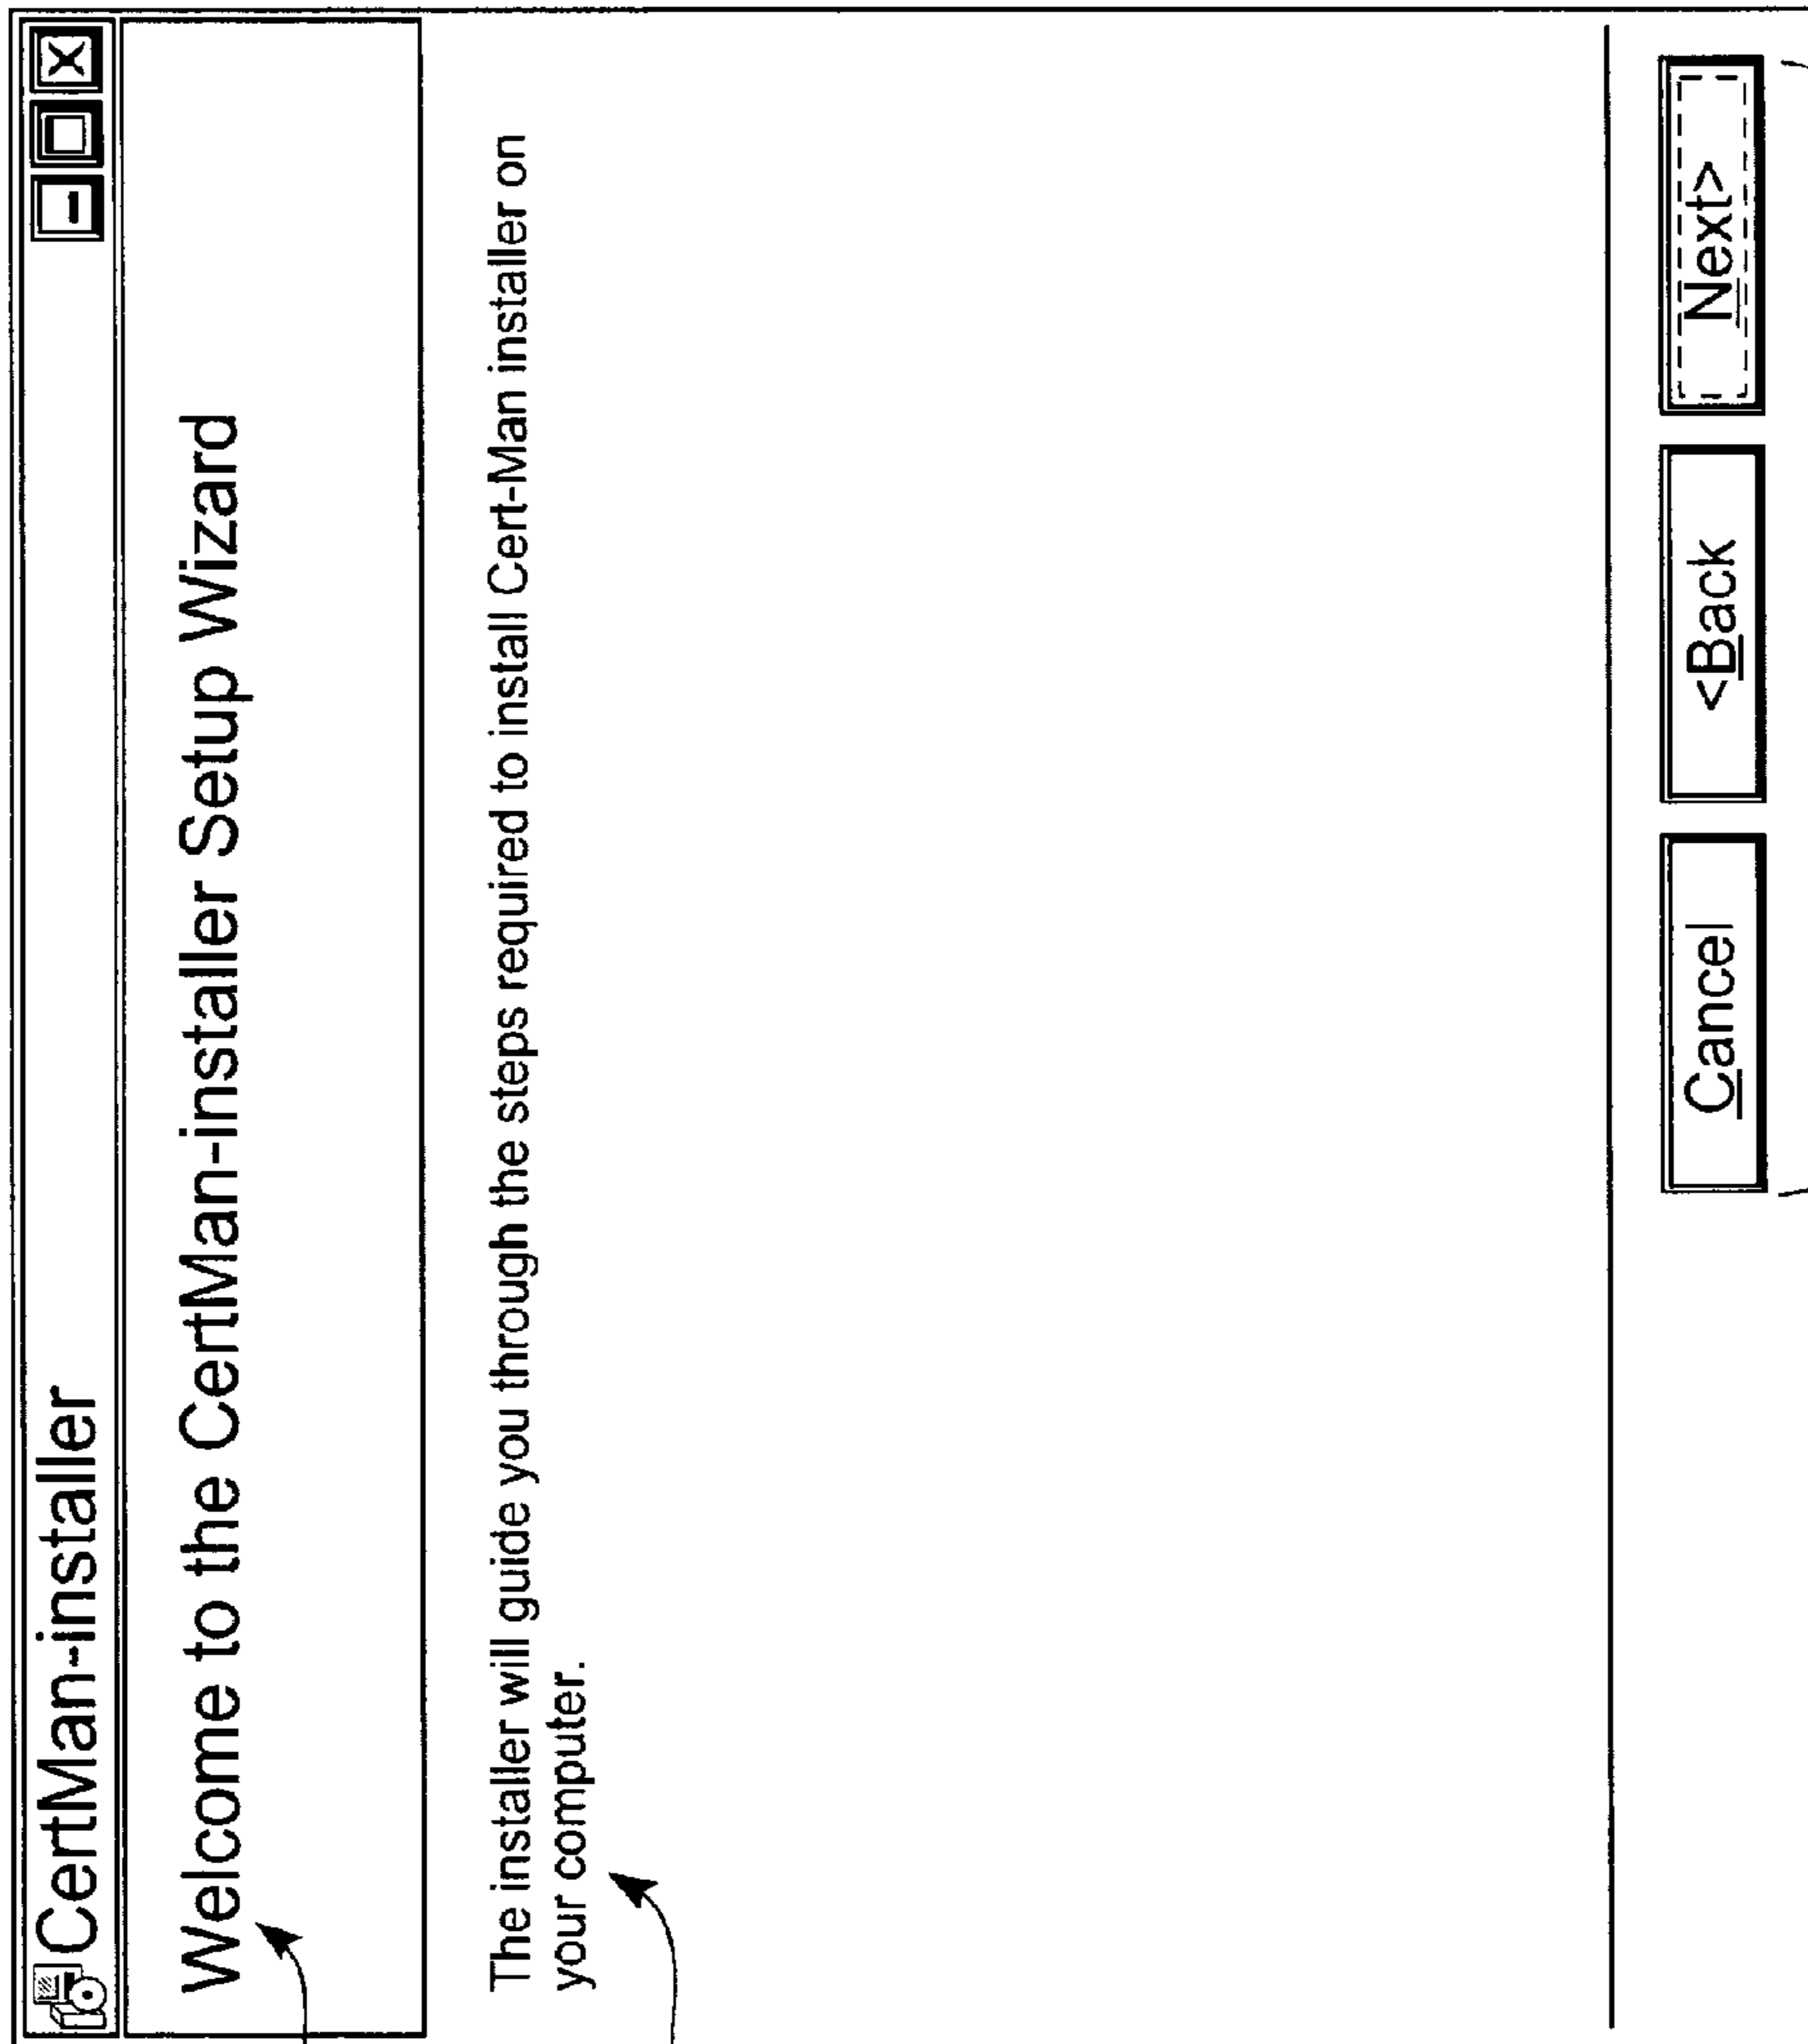 CertMan-installer
Welcome to the CertMan-installer Setup Wizard
The installer will guide you through the steps required to install Cert-Man installer on
your computer.
Cancel
<Back
Next>